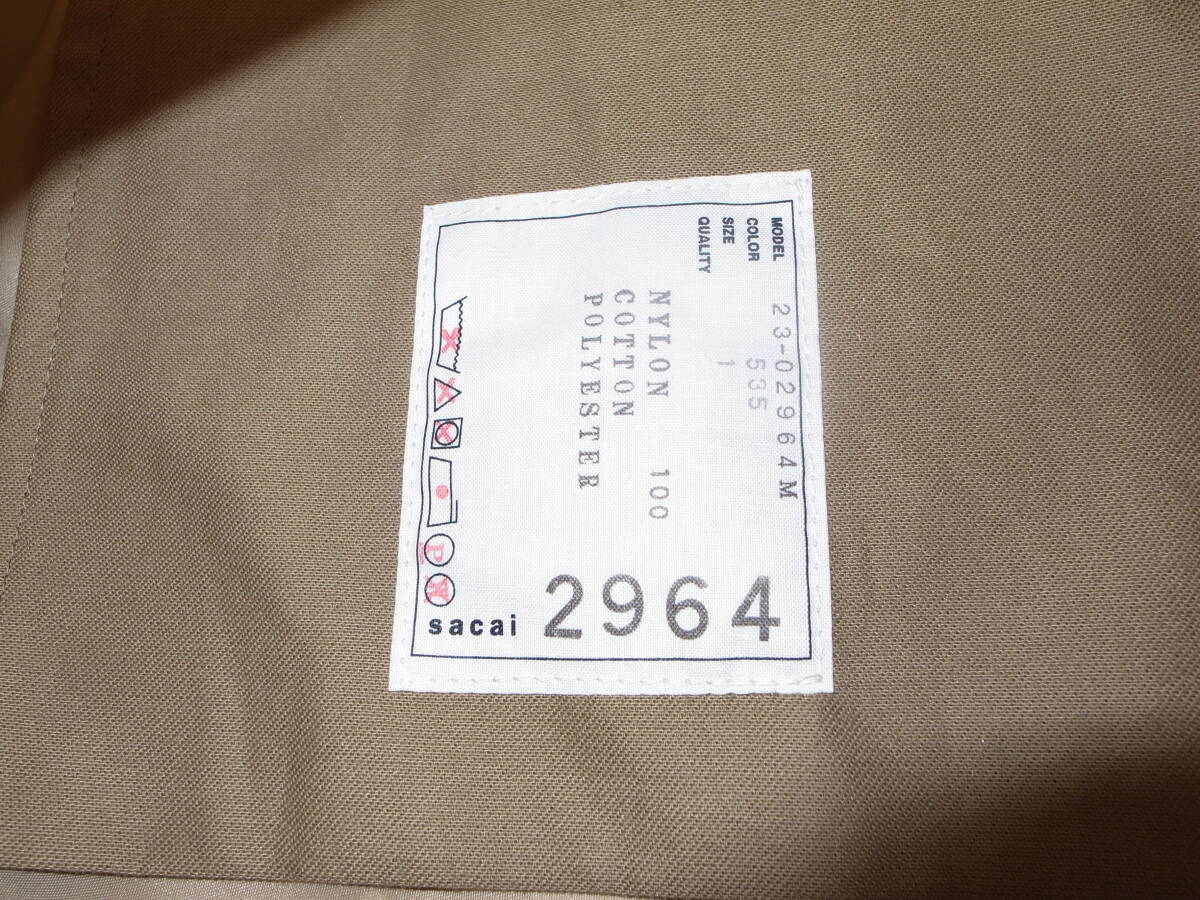 MODEL 23-02964M
COLOR 535
SIZE 1
QUALITY
NYLON 100
COTTON
POLYESTER
P W
sacai 2964